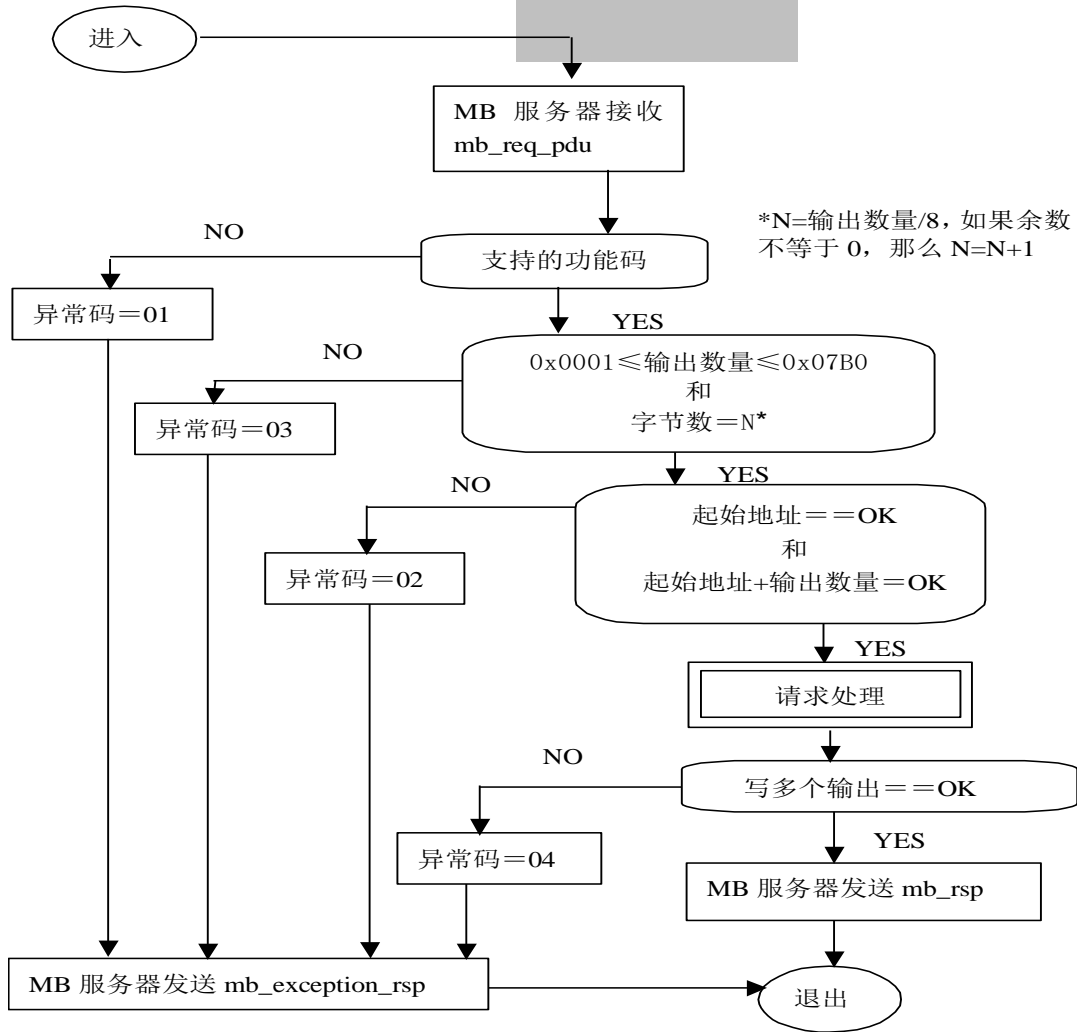 进入
MB 服务器接收
mb_req_pdu
*N=输出数量/8, 如果余数
不等于 0, 那么 N=N+1
NO
支持的功能码
异常码=01
YES
NO
0x0001≤输出数量≤0x07B0
和
字节数=N*
异常码=03
YES
NO
起始地址==OK
和
起始地址+输出数量=OK
异常码=02
YES
请求处理
NO
写多个输出==OK
YES
异常码=04
MB 服务器发送 mb_rsp
MB 服务器发送 mb_exception_rsp
退出